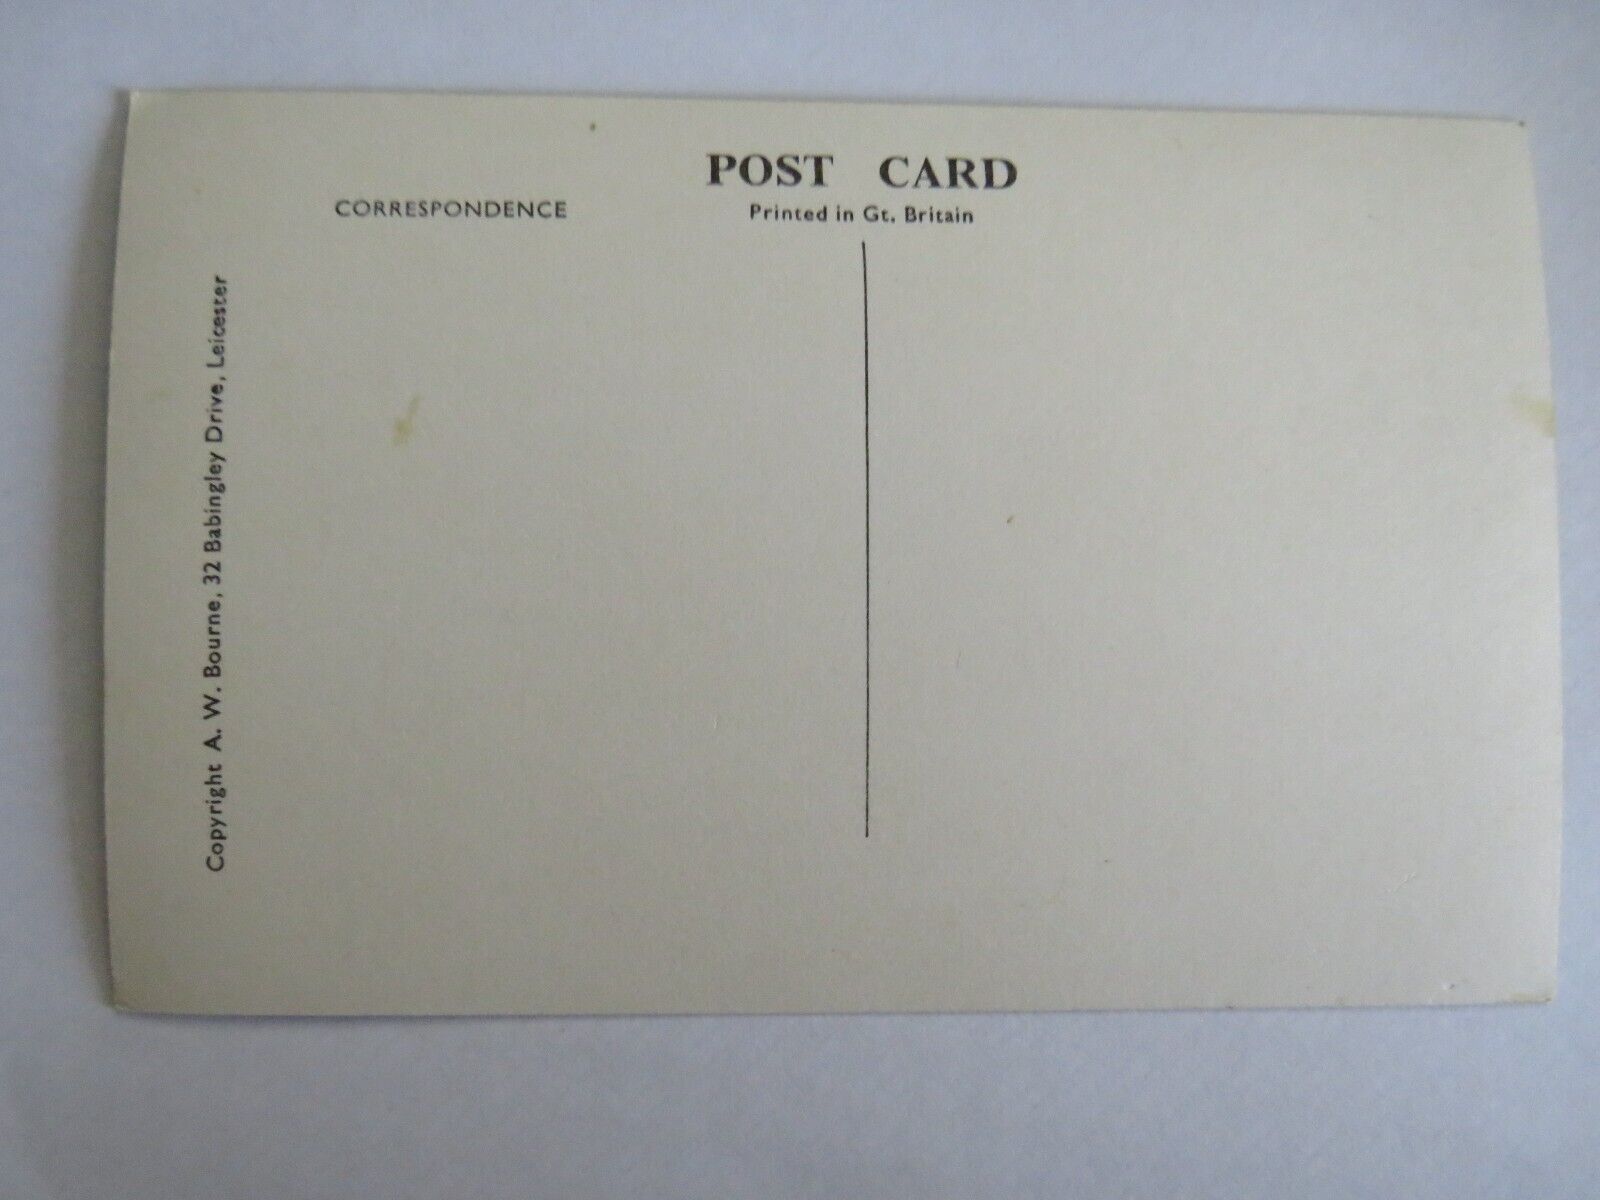 POST CARD
Printed in Gt. Britain
CORRESPONDENCE
Copyright A. W. Bourne, 32 Babingley Drive, Leicester